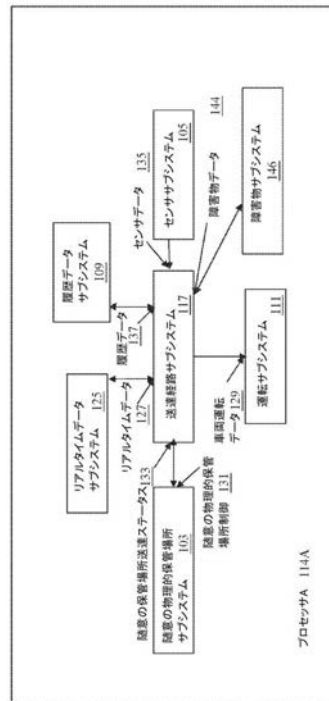 リアルタイムデータ
サブシステム 125
履歴データ
サブシステム
109
リアルタイムデータ
127
履歴データ
137
センサデータ 135
随意の保管場所送達ステータス 133
随意の物理的保管場所
サブシステム
103
送達経路サブシステム
117
センササブシステム
105
随意の物理的保管
場所制御 131
車両運転
データ 129
障害物データ
144
運転サブシステム
111
障害物サブシステム
146
プロセッサA 114A